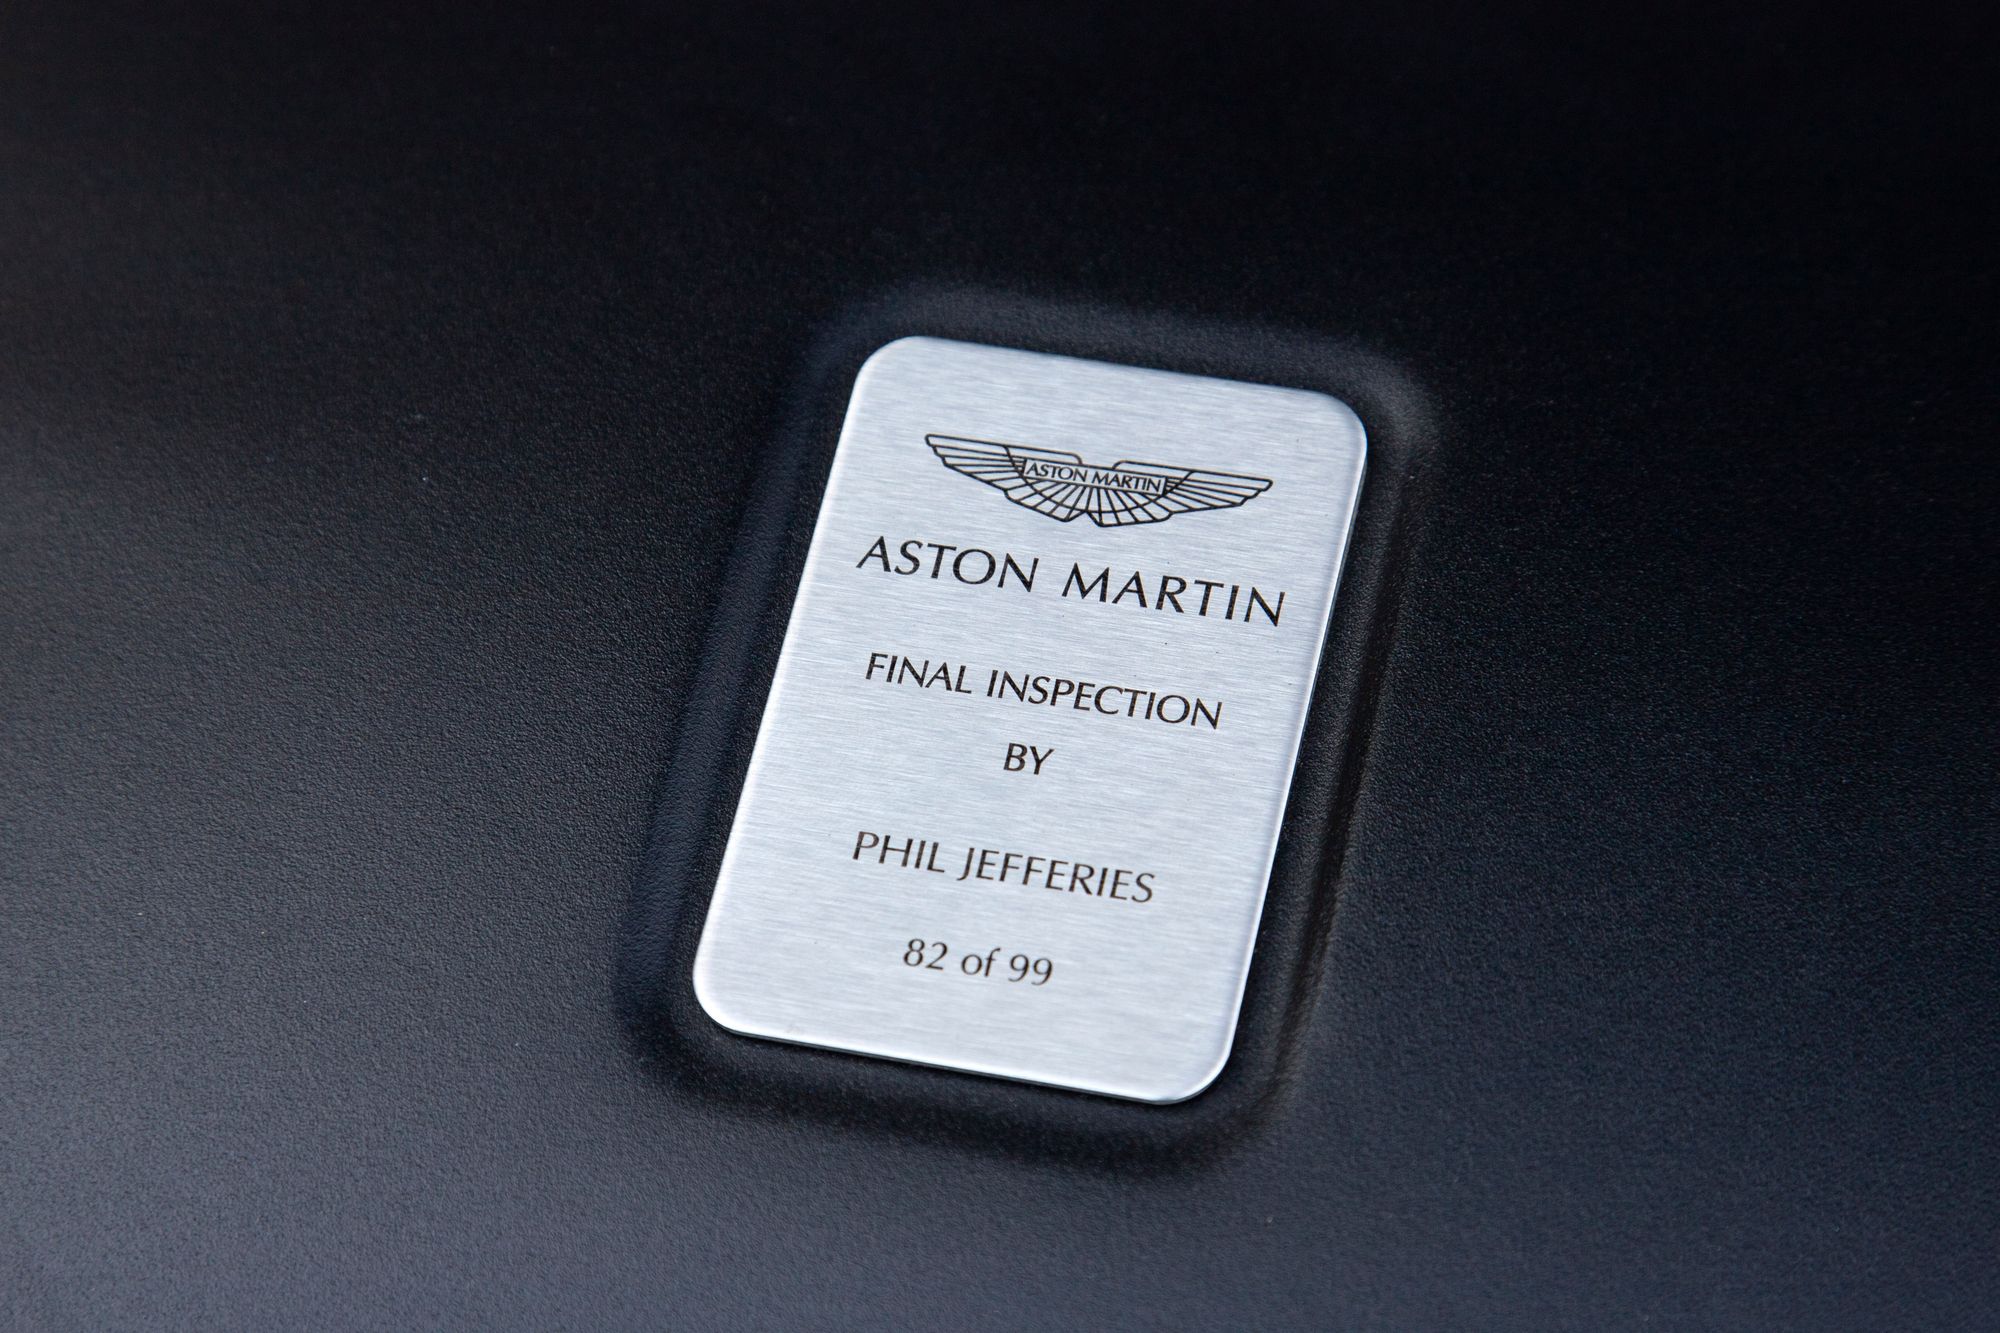 ASTON MARTIN
ASTON MARTIN
FINAL INSPECTION
BY
PHIL JEFFERIES
82 of 99